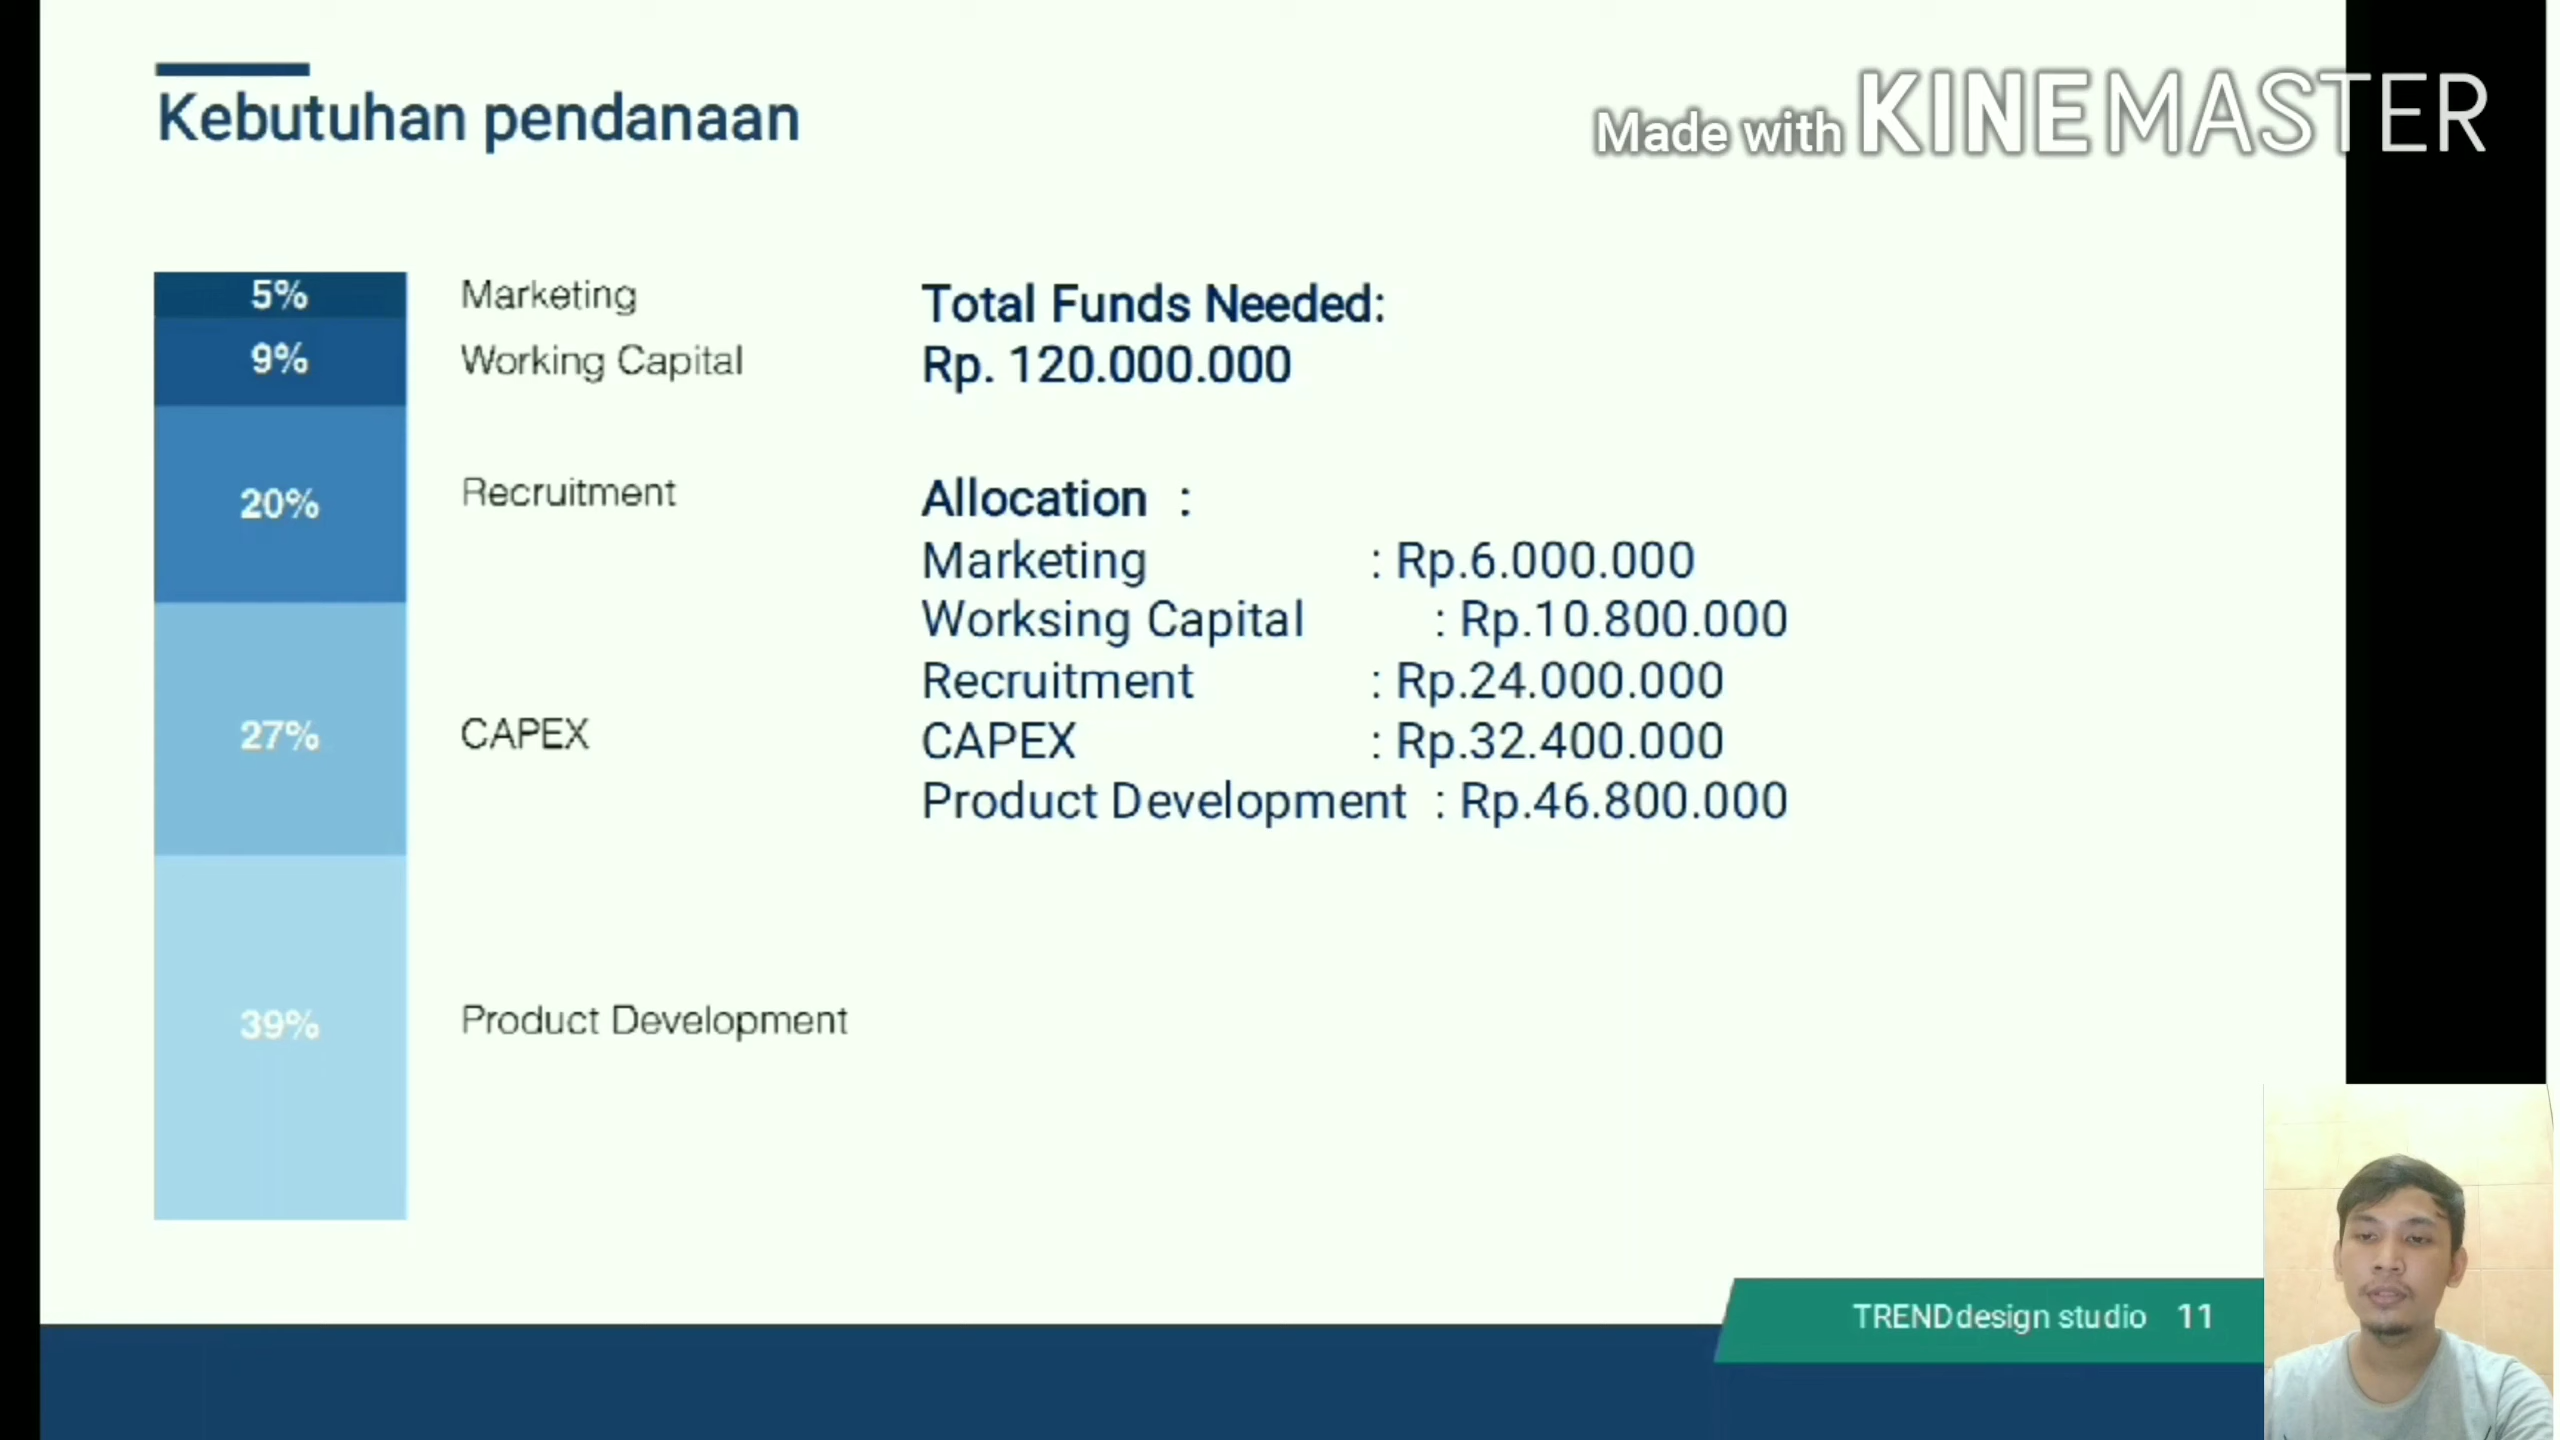 Kebutuhan pendanaan
Made with KINEMASTER
5% Marketing
9% Working Capital
20% Recruitment
27% CAPEX
39% Product Development
Total Funds Needed:
Rp. 120.000.000
Allocation :
Marketing : Rp.6.000.000
Worksing Capital : Rp.10.800.000
Recruitment : Rp.24.000.000
CAPEX : Rp.32.400.000
Product Development : Rp.46.800.000
TRENDdesign studio 11